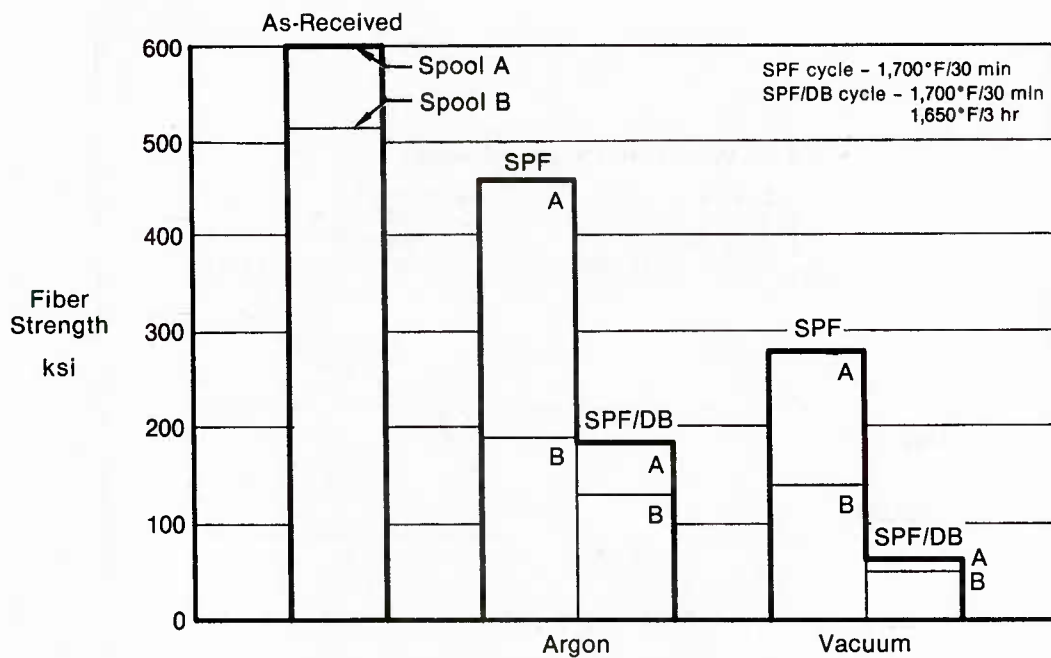 As-Received
600
Spool A
Spool B
SPF cycle – 1,700°F/30 min
SPF/DB cycle – 1,700°F/30 min
1,650°F/3 hr
500
SPF
A
400
Fiber
Strength
ksi
300
SPF
A
200
SPF/DB
B
A
B
B
100
SPF/DB
A
B
0
Argon
Vacuum